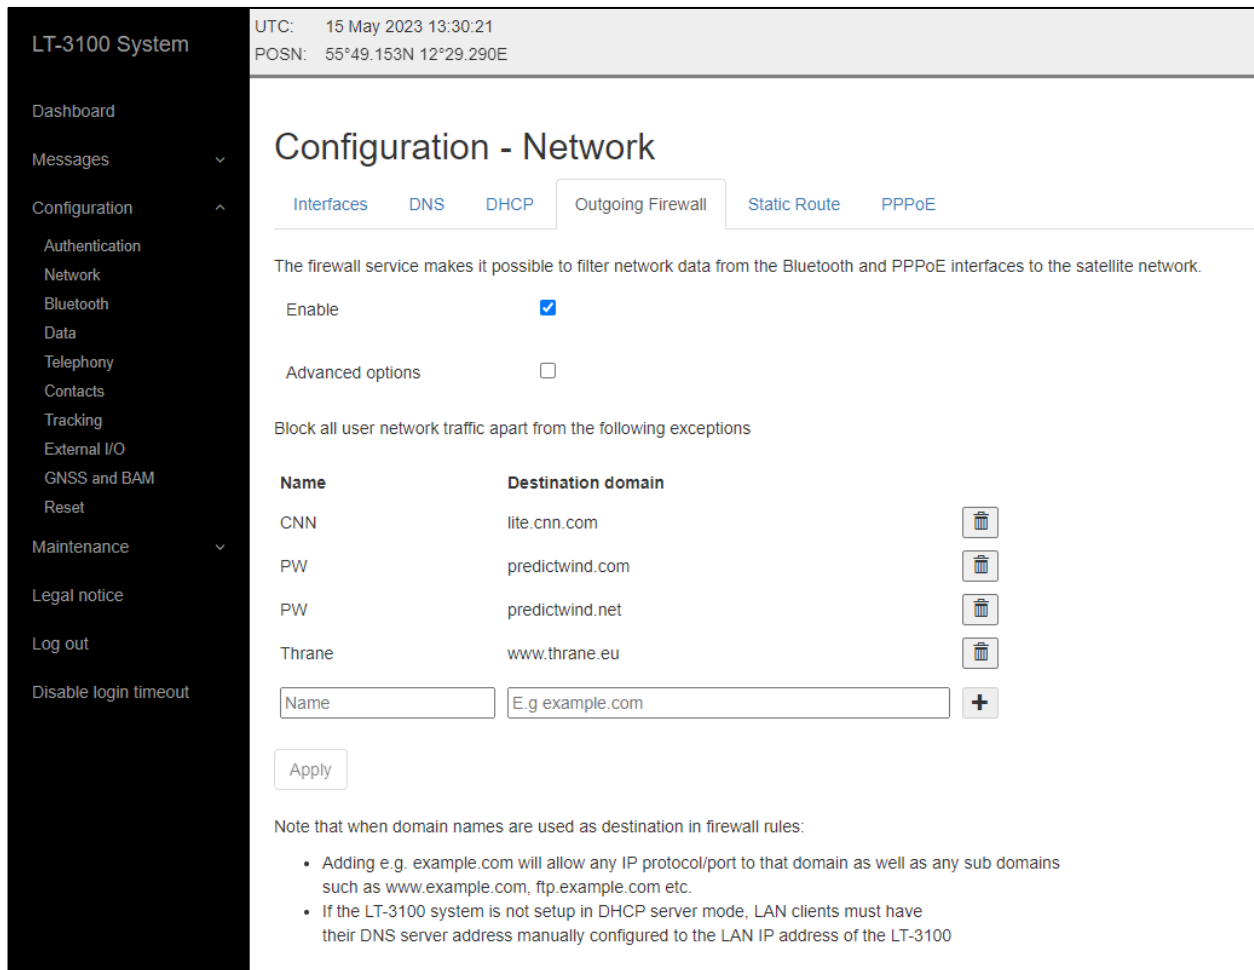 LT-3100 System
Dashboard
Messages
Configuration
Authentication
Network
Bluetooth
Data
Telephony
Contacts
Tracking
External I/O
GNSS and BAM
Reset
Maintenance
Legal notice
Log out
Disable login timeout
UTC: 15 May 2023 13:30:21
POSN: 55°49.153N 12°29.290E
Configuration - Network
Interfaces DNS DHCP Outgoing Firewall Static Route PPPoE
The firewall service makes it possible to filter network data from the Bluetooth and PPPoE interfaces to the satellite network.
Enable
Advanced options
Block all user network traffic apart from the following exceptions
Name Destination domain
CNN lite.cnn.com
PW predictwind.com
PW predictwind.net
Thrane www.thrane.eu
Name E.g example.com
Apply
Note that when domain names are used as destination in firewall rules:
• Adding e.g. example.com will allow any IP protocol/port to that domain as well as any sub domains
such as www.example.com, ftp.example.com etc.
• If the LT-3100 system is not setup in DHCP server mode, LAN clients must have
their DNS server address manually configured to the LAN IP address of the LT-3100